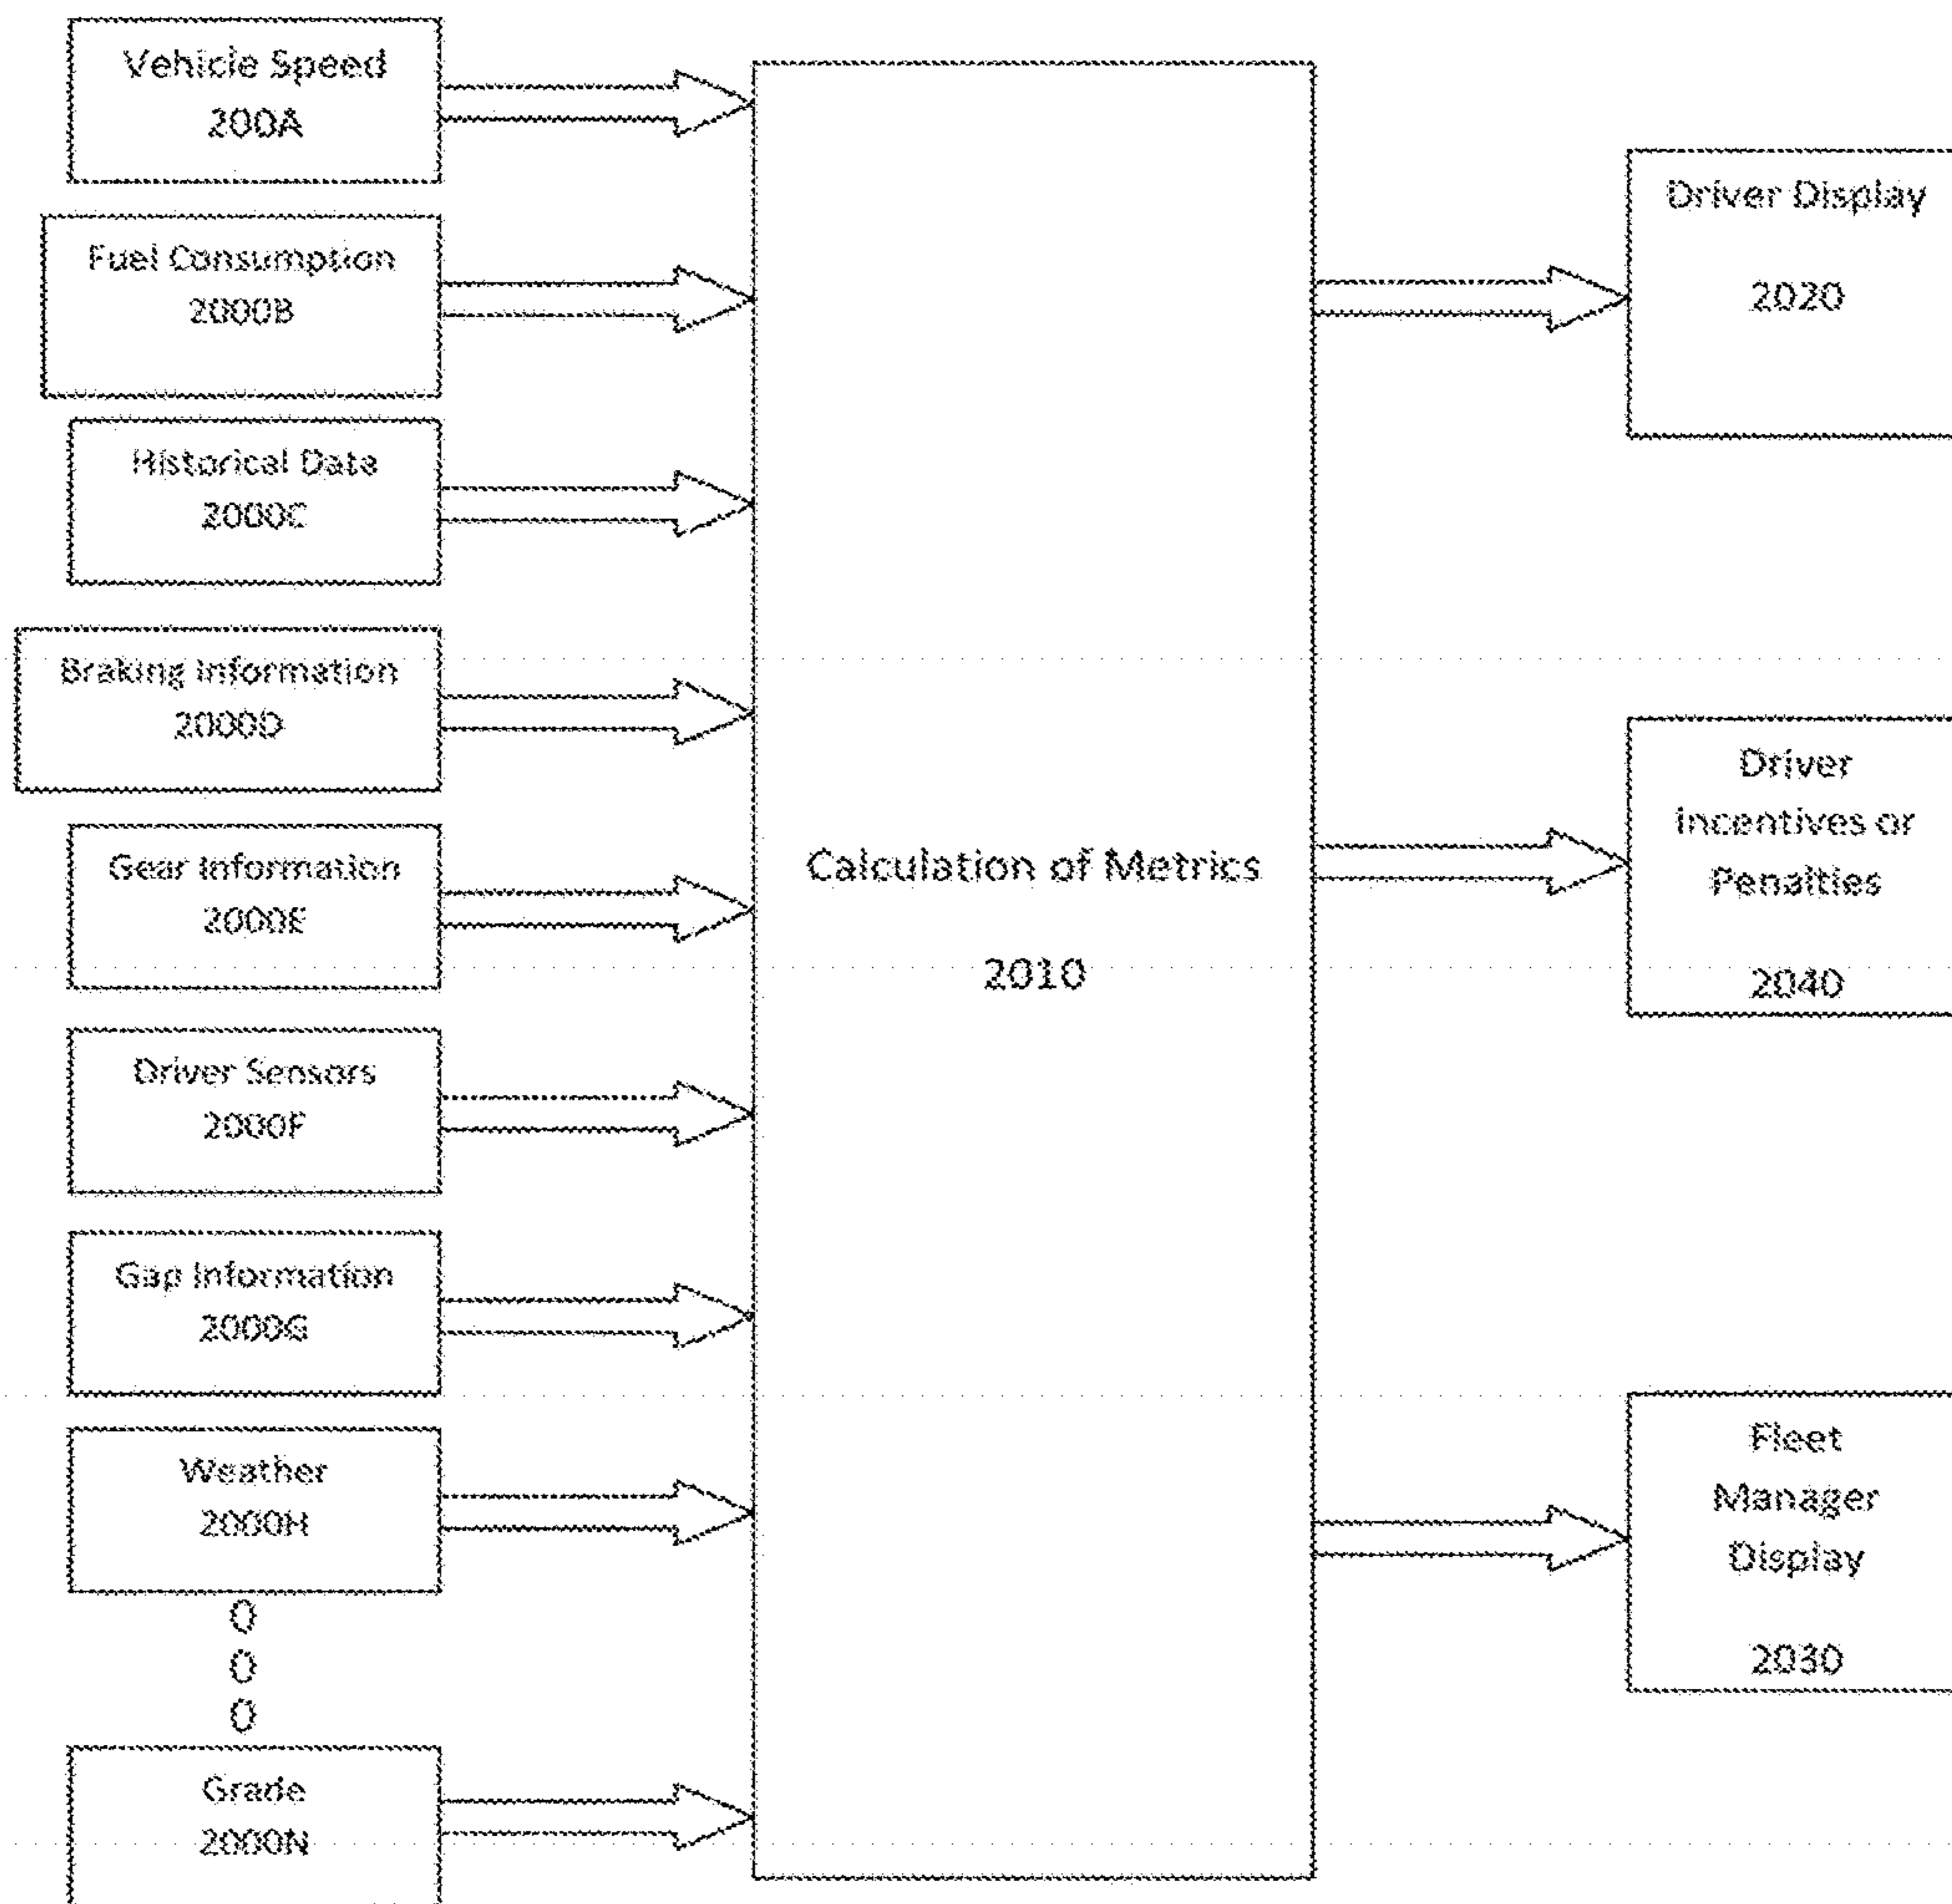 Vehicle Speed
200A
Fuel Consumption
2000B
Historical Data
2000C
Braking Information
2000D
Gear Information
2000E
Driver Sensors
2000F
Gap Information
2000G
Weather
2000H
O
O
O
Grade
2000N
Calculation of Metrics
2010
Driver Display
2020
Driver
Incentives or
Penalties
2040
Fleet
Manager
Display
2030